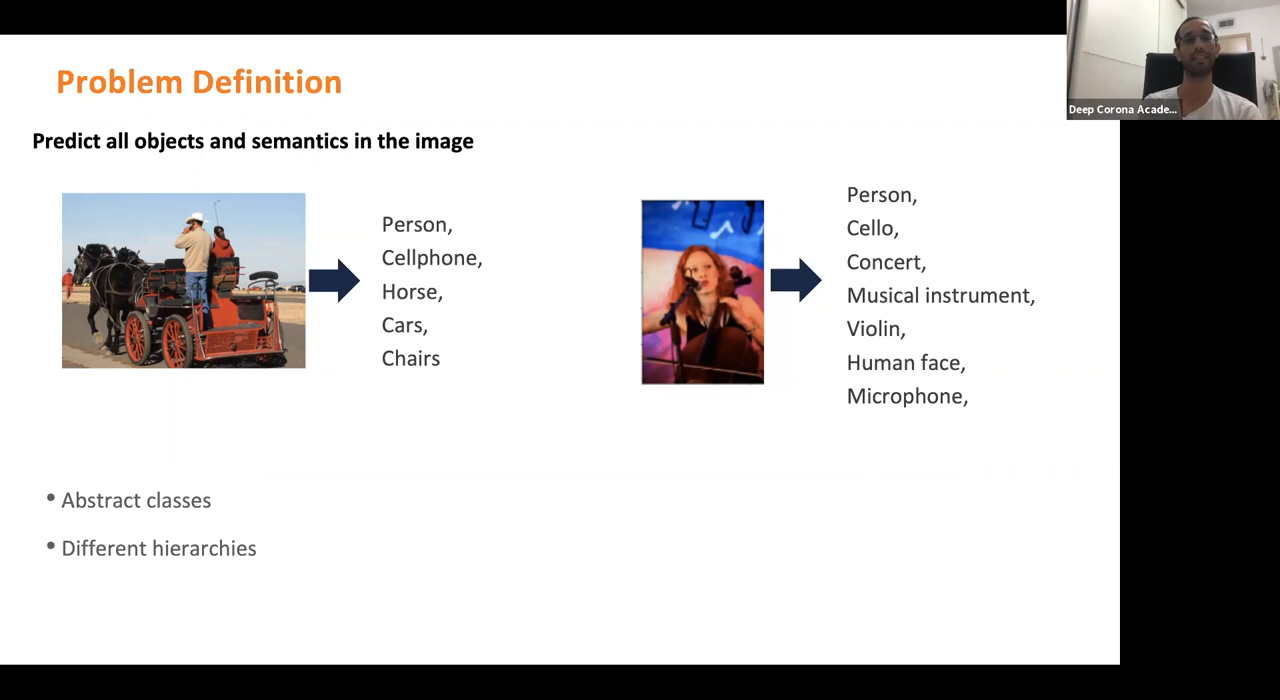 Problem Definition
Deep Corona Acade...
Predict all objects and semantics in the image
Person,
Cellphone,
Horse,
Cars,
Chairs
Person,
Cello,
Concert,
Musical instrument,
Violin,
Human face,
Microphone,
• Abstract classes
• Different hierarchies